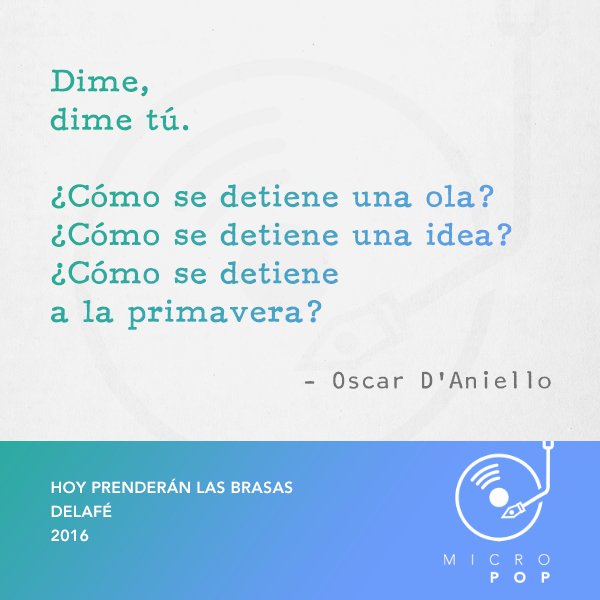 Dime,
dime tú.
¿Cómo se detiene una ola?
¿Cómo se detiene una idea?
¿Cómo se detiene
a la primavera?
– Oscar D'Aniello
HOY PRENDERÁN LAS BRASAS
DELAFÉ
2016
MICRO
POP